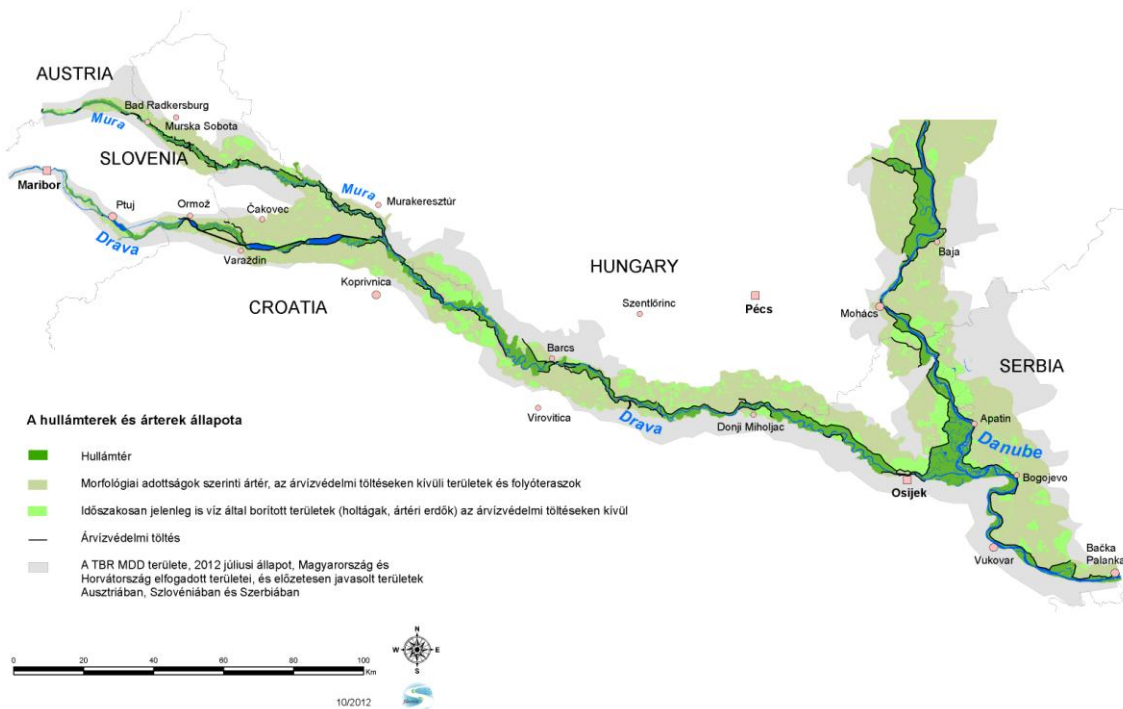 AUSTRIA
Bad Radkersburg
Mura
Murska Sobota
SLOVENIA
Maribor
Mura
Ptuj
Ormož
Čakovec
Murakeresztúr
Drava
Varaždin
Baja
HUNGARY
Koprivnica
CROATIA
Szentlőrinc
Pécs
Mohács
Barcs
SERBIA
Virovitica
Drava
Donji Miholjac
Apatin
Danube
Osijek
Bogojevo
Vukovar
Bačka
Palanka
A hullámterek és árterek állapota
Hullámtér
Morfológiai adottságok szerinti ártér, az árvízvédelmi töltéseken kívüli területek és folyóteraszok
Időszakosan jelenleg is víz által borított területek (holtágak, ártéri erdők) az árvízvédelmi töltéseken kívül
Árvízvédelmi töltés
A TBR MDD területe, 2012 júliusi állapot, Magyarország és
Horvátország elfogadott területei, és előzetesen javasolt területek
Ausztriában, Szlovéniában és Szerbiában
N
W E
S
0 20 40 60 80 100
Km
10/2012